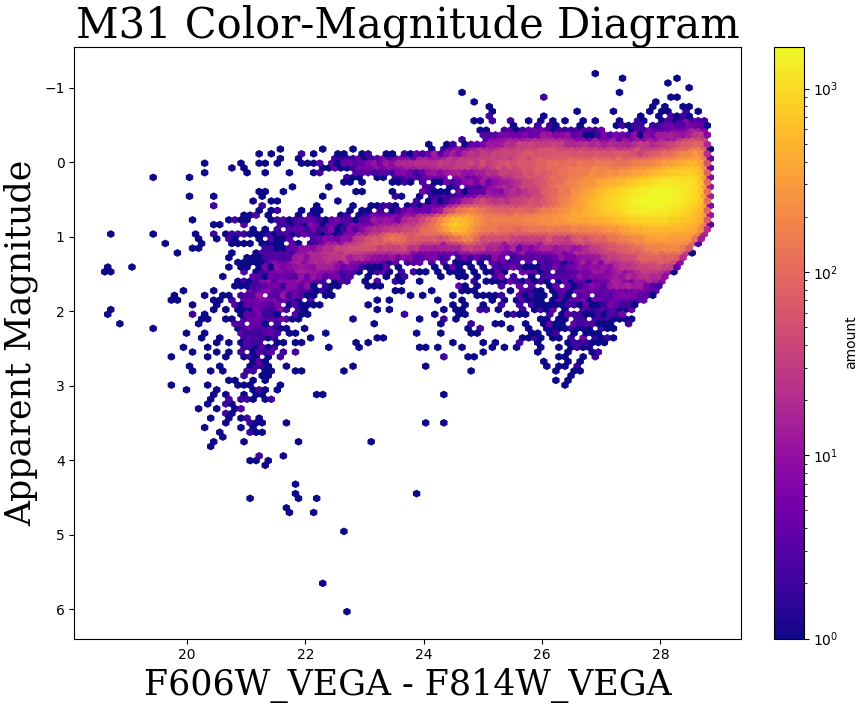 M31 Color-Magnitude Diagram
Apparent Magnitude
−1
0
1
2
3
4
5
6
20 22 24 26 28
F606W_VEGA - F814W_VEGA
10³
10²
10¹
10⁰
amount